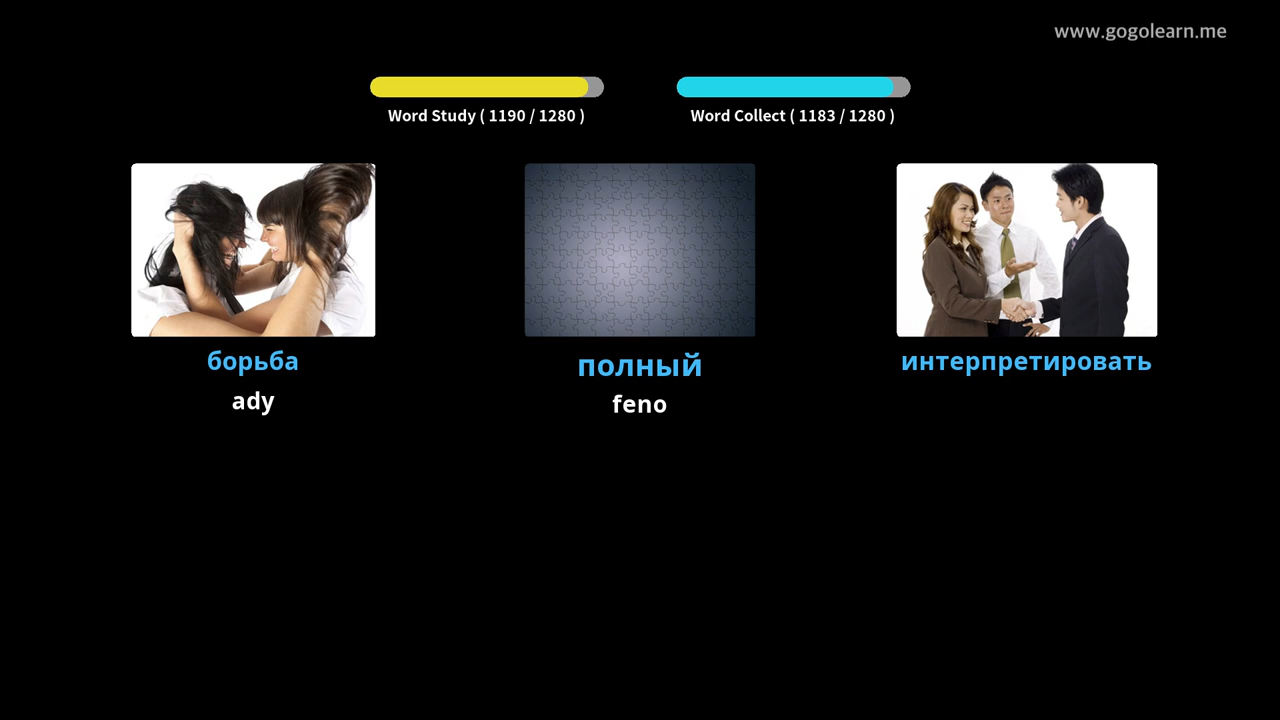 www.gogolearn.me
Word Study ( 1190 / 1280 )
Word Collect ( 1183 / 1280 )
борьба
полный
интерпретировать
ady
feno